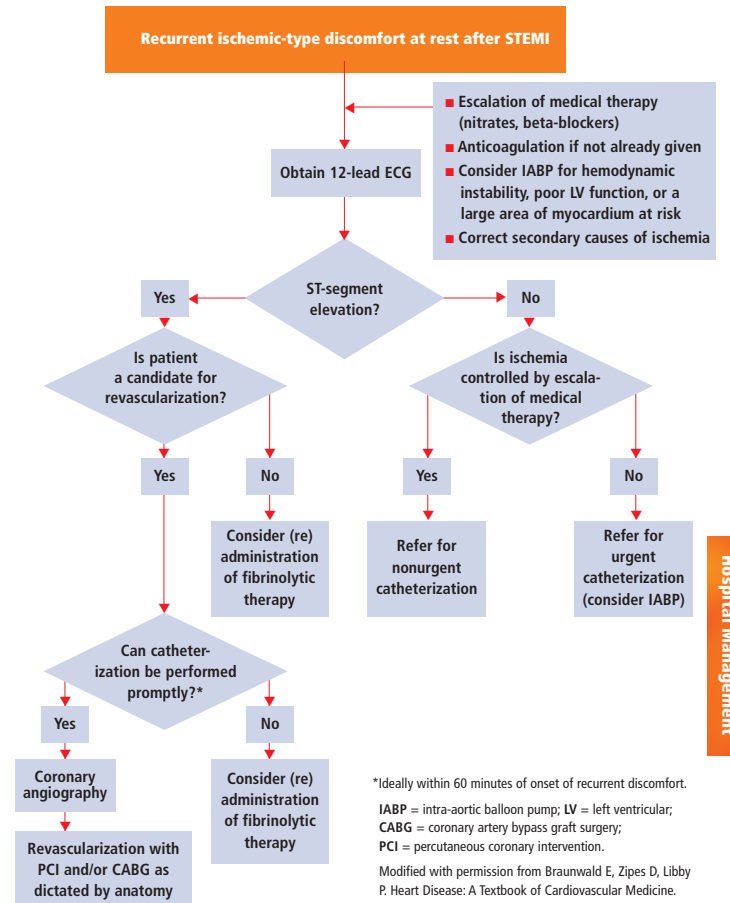 Recurrent ischemic-type discomfort at rest after STEMI
■ Escalation of medical therapy
(nitrates, beta-blockers)
■ Anticoagulation if not already given
■ Consider IABP for hemodynamic
instability, poor LV function, or a
large area of myocardium at risk
■ Correct secondary causes of ischemia
Obtain 12-lead ECG
ST-segment
elevation?
Yes
No
Is patient
a candidate for
revascularization?
Is ischemia
controlled by escala-
tion of medical
therapy?
Yes
No
Yes
No
Consider (re)
administration
of fibrinolytic
therapy
Refer for
nonurgent
catheterization
Refer for
urgent
catheterization
(consider IABP)
Hospital Management
Can catheter-
ization be performed
promptly?*
Yes
No
Coronary
angiography
Consider (re)
administration
of fibrinolytic
therapy
Revascularization with
PCI and/or CABG as
dictated by anatomy
*Ideally within 60 minutes of onset of recurrent discomfort.
IABP = intra-aortic balloon pump; LV = left ventricular;
CABG = coronary artery bypass graft surgery;
PCI = percutaneous coronary intervention.
Modified with permission from Braunwald E, Zipes D, Libby
P. Heart Disease: A Textbook of Cardiovascular Medicine.